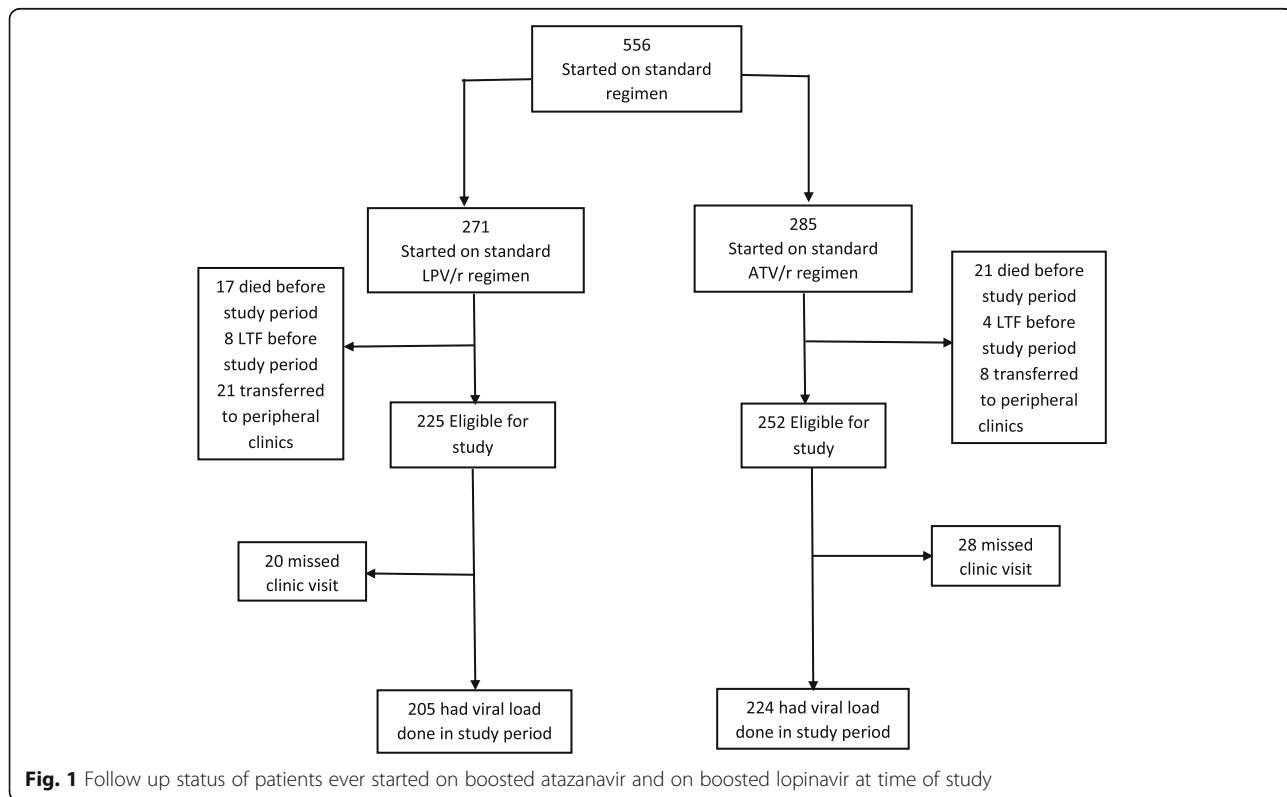 556
Started on standard
regimen
271
Started on standard
LPV/r regimen
285
Started on standard
ATV/r regimen
17 died before
study period
8 LTF before
study period
21 transferred
to peripheral
clinics
21 died before
study period
4 LTF before
study period
8 transferred
to peripheral
clinics
225 Eligible for
study
252 Eligible for
study
20 missed
clinic visit
28 missed
clinic visit
205 had viral load
done in study period
224 had viral load
done in study period
Fig. 1 Follow up status of patients ever started on boosted atazanavir and on boosted lopinavir at time of study